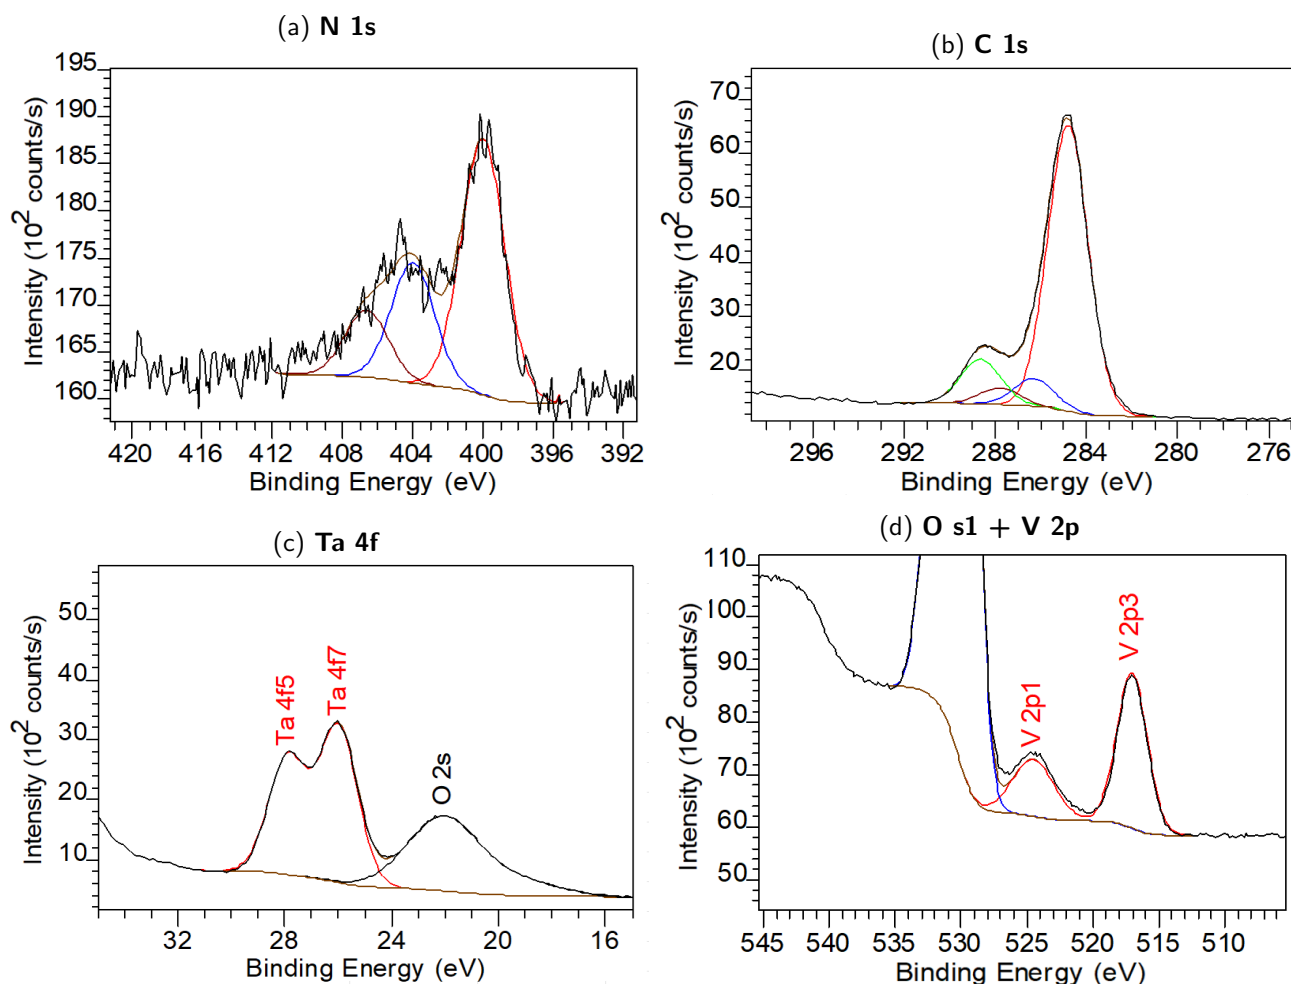 (a) N 1s
195
190
185
180
175
170
165
160
Intensity (10² counts/s)
420 416 412 408 404 400 396 392
Binding Energy (eV)
(b) C 1s
70
60
50
40
30
20
Intensity (10² counts/s)
296 292 288 284 280 276
Binding Energy (eV)
(c) Ta 4f
50
40
30
20
10
Intensity (10² counts/s)
Ta 4f5
Ta 4f7
O 2s
32 28 24 20 16
Binding Energy (eV)
(d) O s1 + V 2p
110
100
90
80
70
60
50
Intensity (10² counts/s)
V 2p1
V 2p3
545 540 535 530 525 520 515 510
Binding Energy (eV)